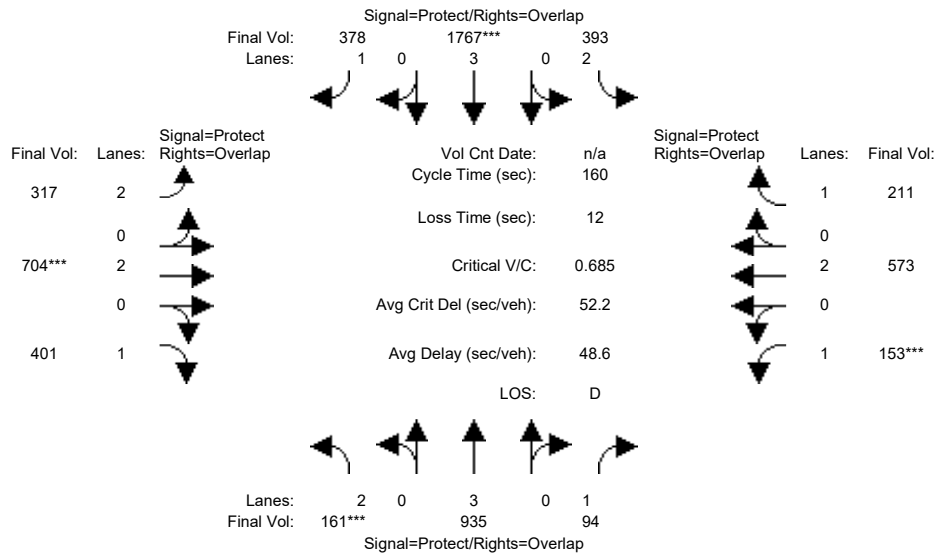 Signal=Protect/Rights=Overlap
Final Vol: 378 1767*** 393
Lanes: 1 0 3 0 2
Signal=Protect
Final Vol: Lanes: Rights=Overlap
Vol Cnt Date: n/a
Signal=Protect
Rights=Overlap Lanes: Final Vol:
Cycle Time (sec): 160
317 2
1 211
Loss Time (sec): 12
0
0
704*** 2
Critical V/C: 0.685
2 573
0
Avg Crit Del (sec/veh): 52.2
0
401 1
Avg Delay (sec/veh): 48.6
1 153***
LOS: D
Lanes: 2 0 3 0 1
Final Vol: 161*** 935 94
Signal=Protect/Rights=Overlap